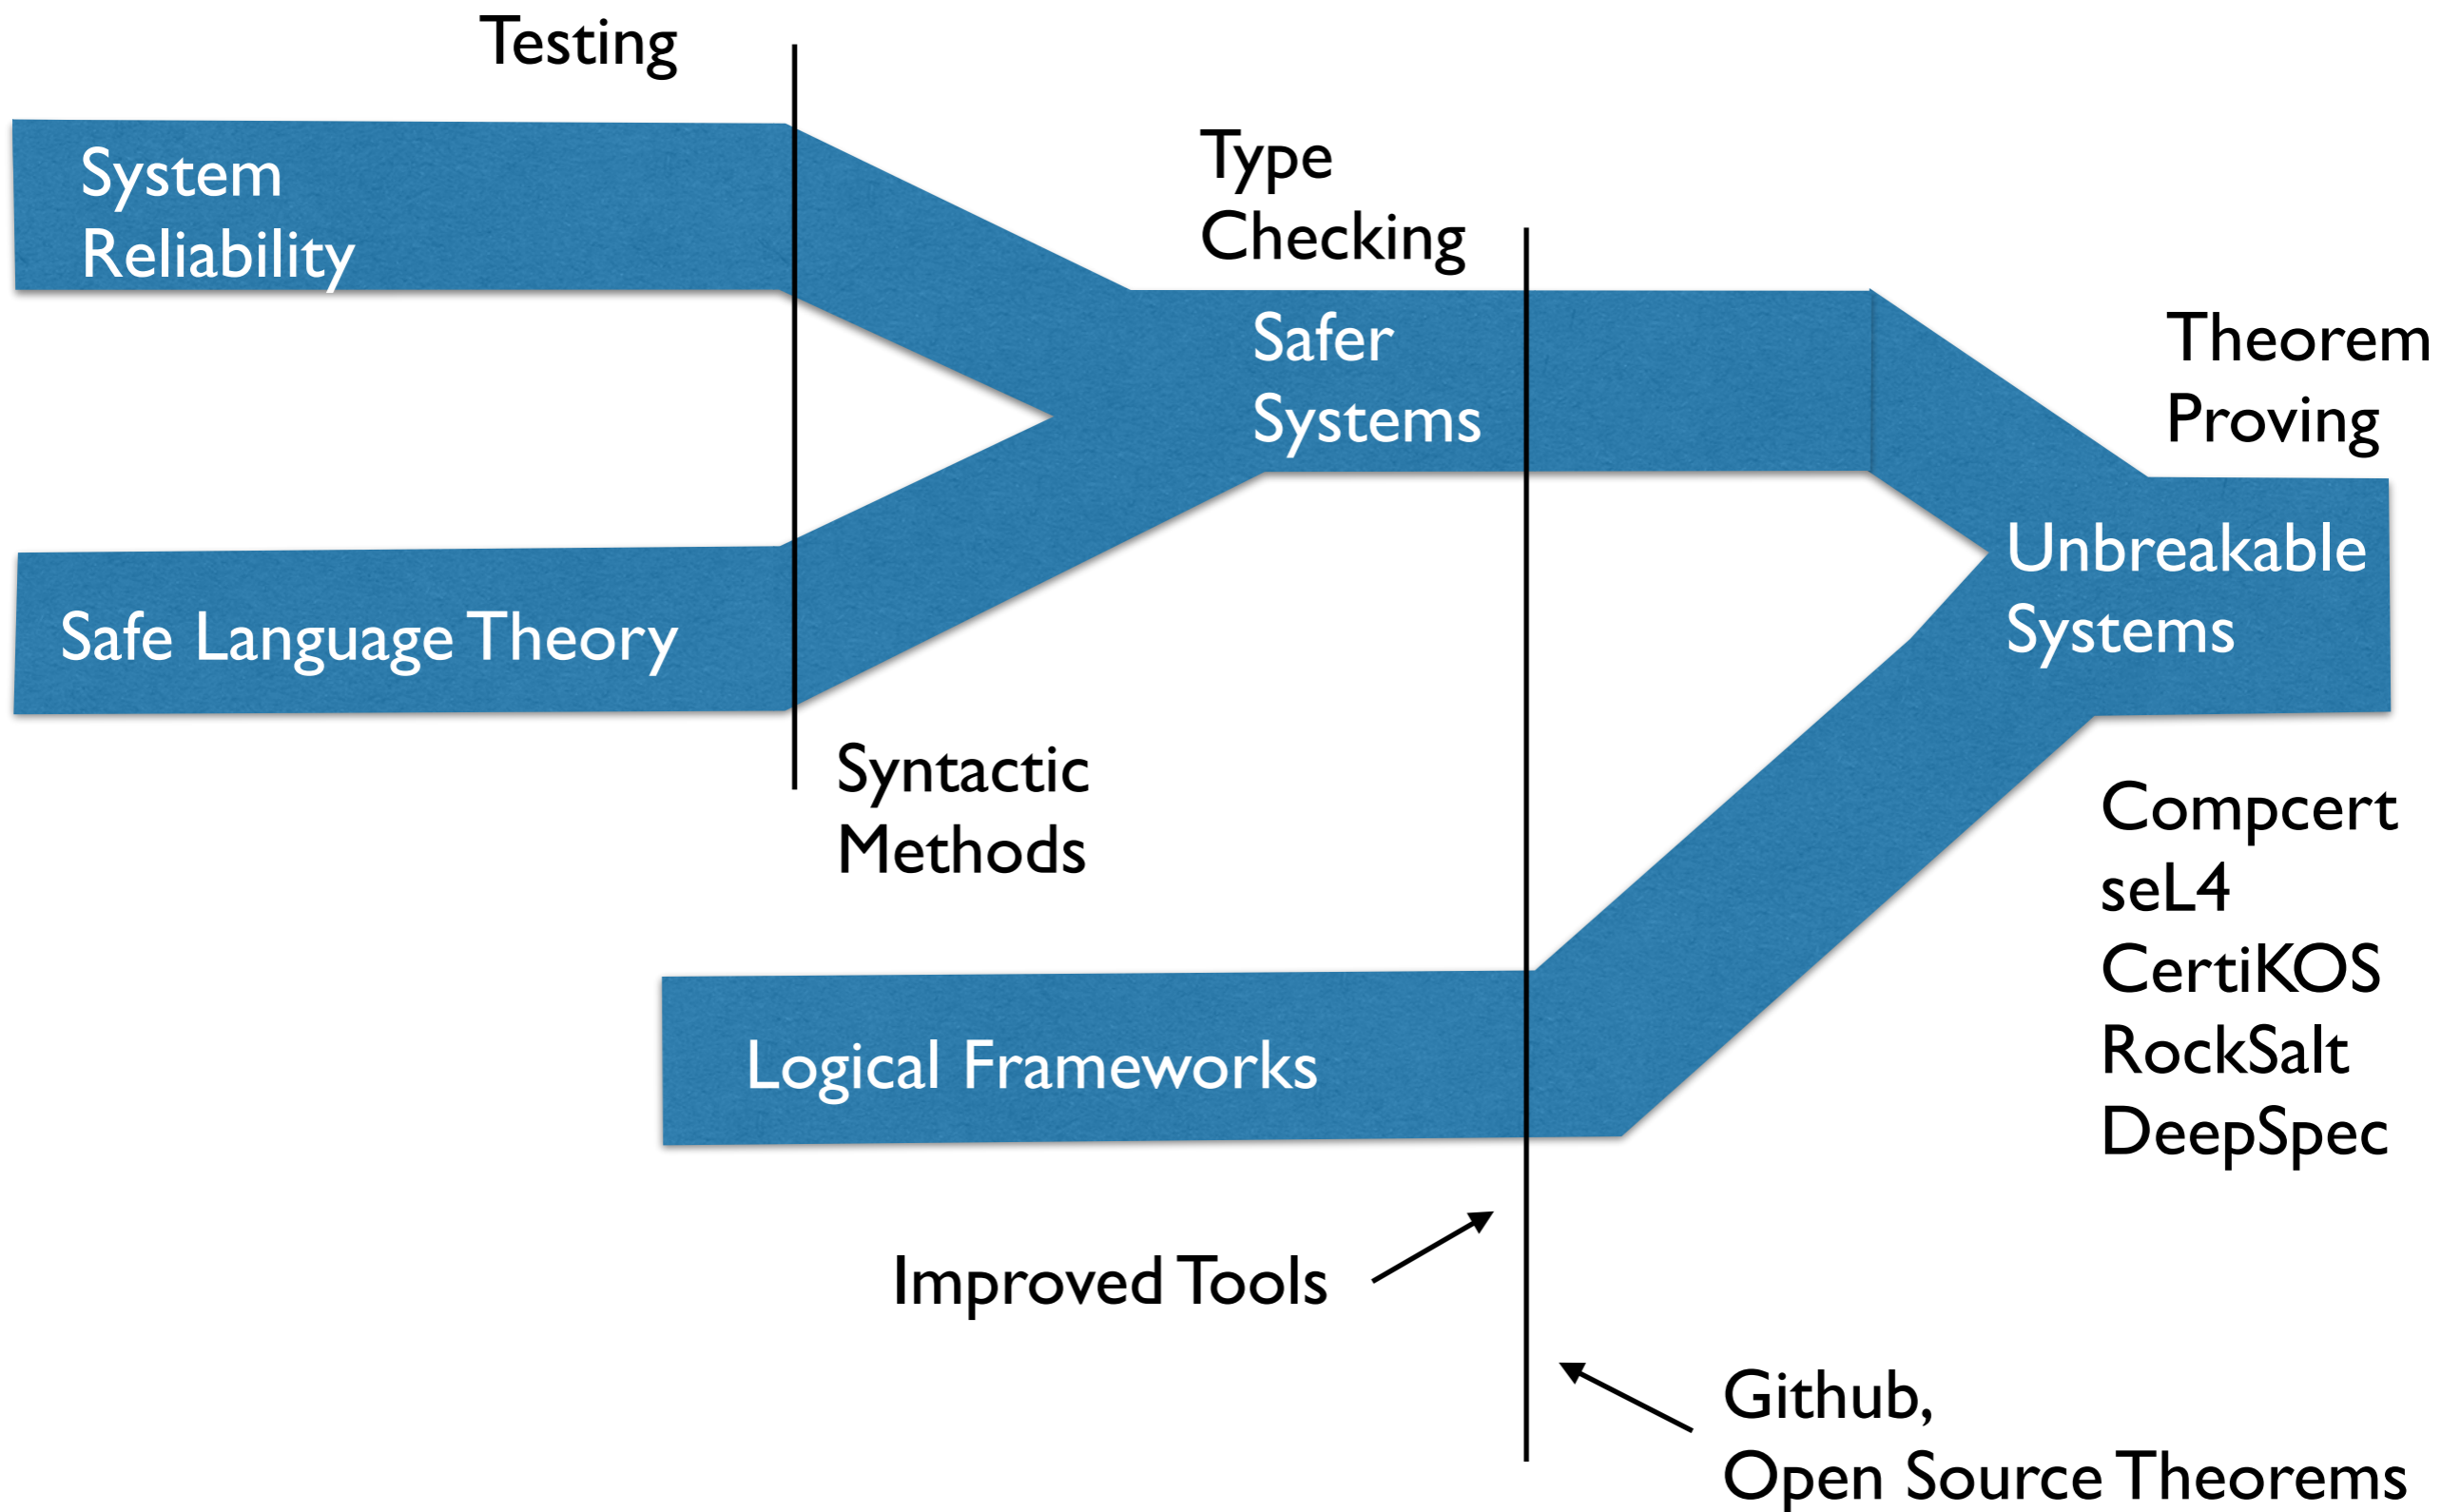 Testing
System
Reliability
Type
Checking
Safer
Systems
Theorem
Proving
Unbreakable
Systems
Safe Language Theory
Syntactic
Methods
Compcert
seL4
CertiKOS
RockSalt
DeepSpec
Logical Frameworks
Improved Tools
Github,
Open Source Theorems